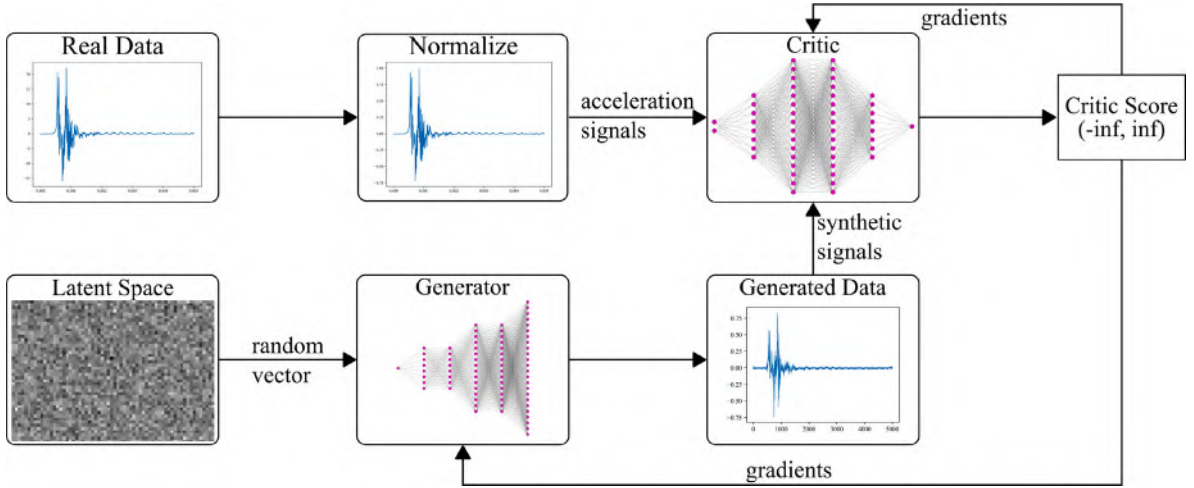 gradients
Real Data
Normalize
Critic
acceleration
signals
Critic Score
(-inf, inf)
synthetic
signals
Latent Space
Generator
Generated Data
random
vector
0.75
0.50
0.25
0.00
−0.25
−0.50
−0.75
0 1000 2000 3000 4000 5000
gradients